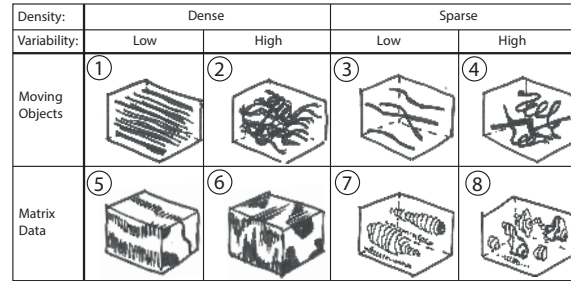 Density: Dense Sparse
Variability: Low High Low High
1 2 3 4
Moving
Objects
5 6 7 8
Matrix
Data